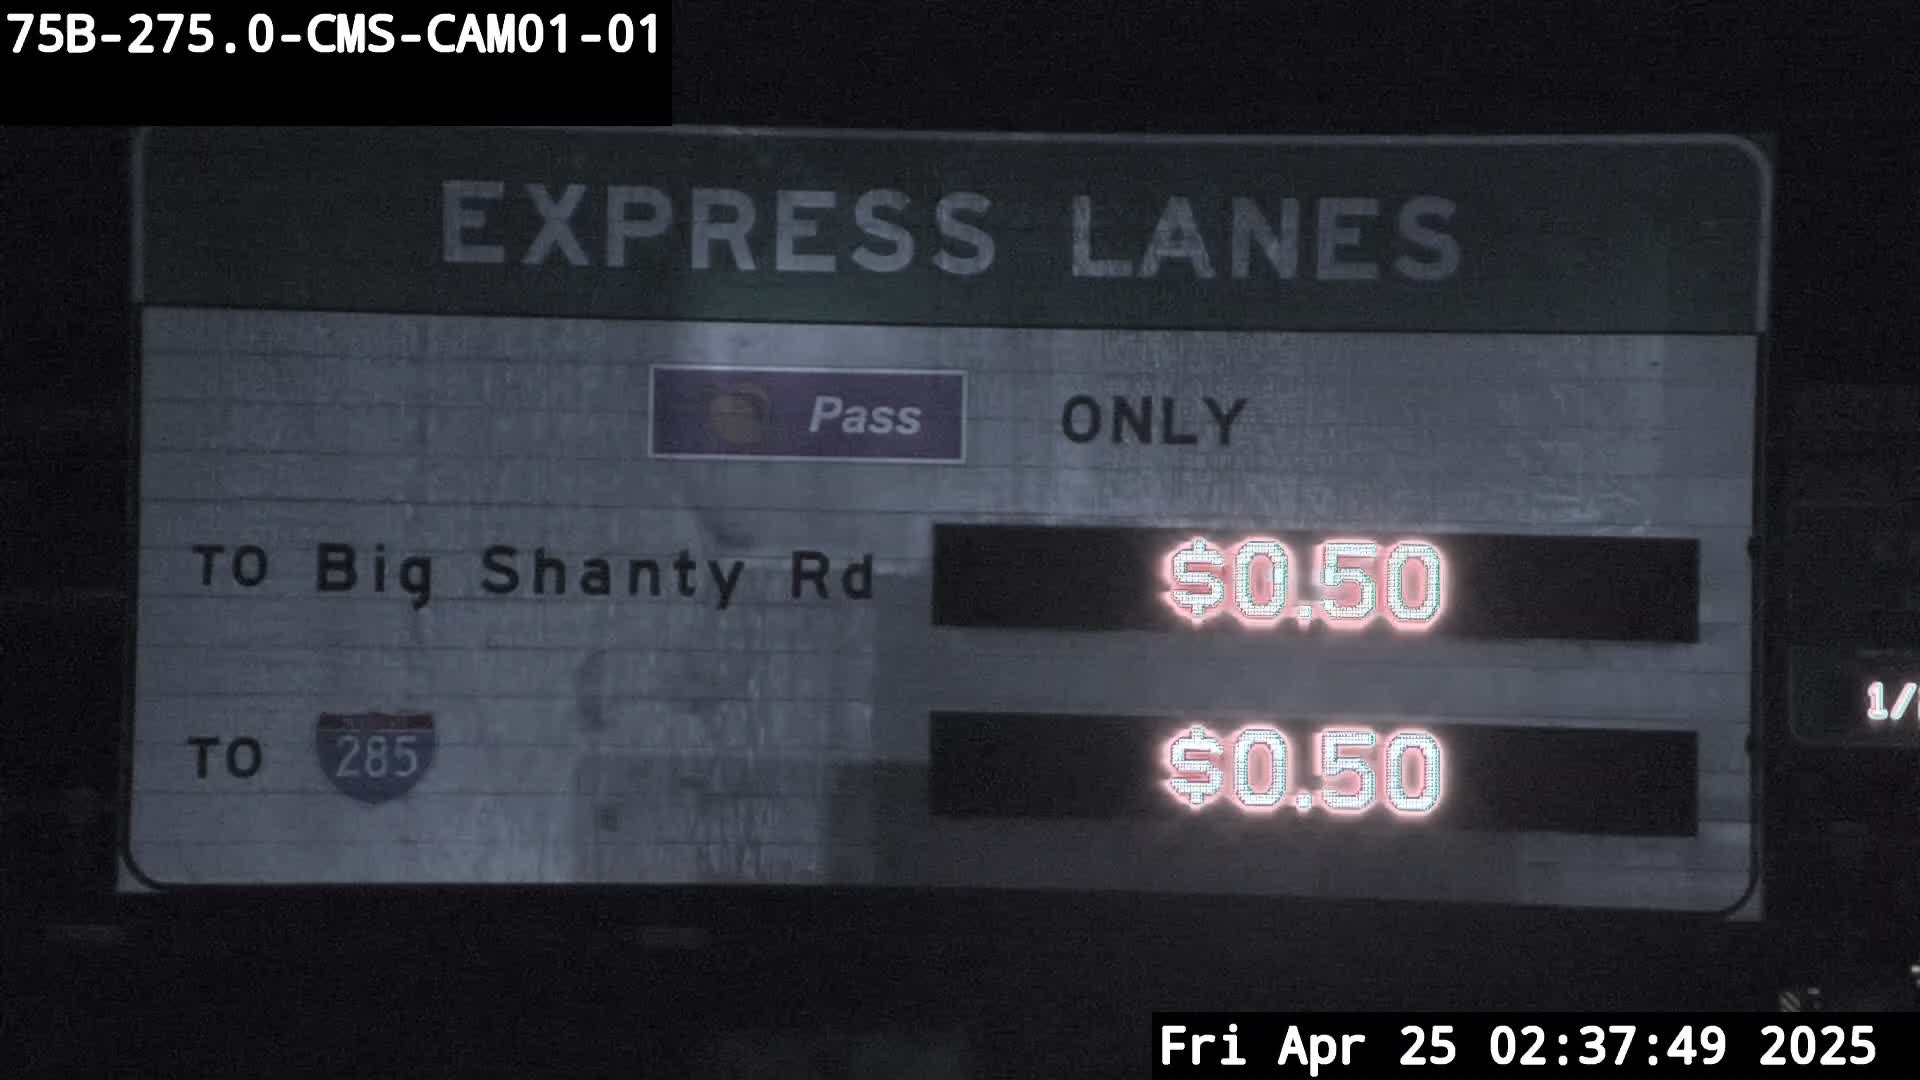 75B-275.0-CMS-CAM01-01
EXPRESS LANES
Pass ONLY
TO Big Shanty Rd $0.50
TO 285 $0.50
1/
Fri Apr 25 02:37:49 2025